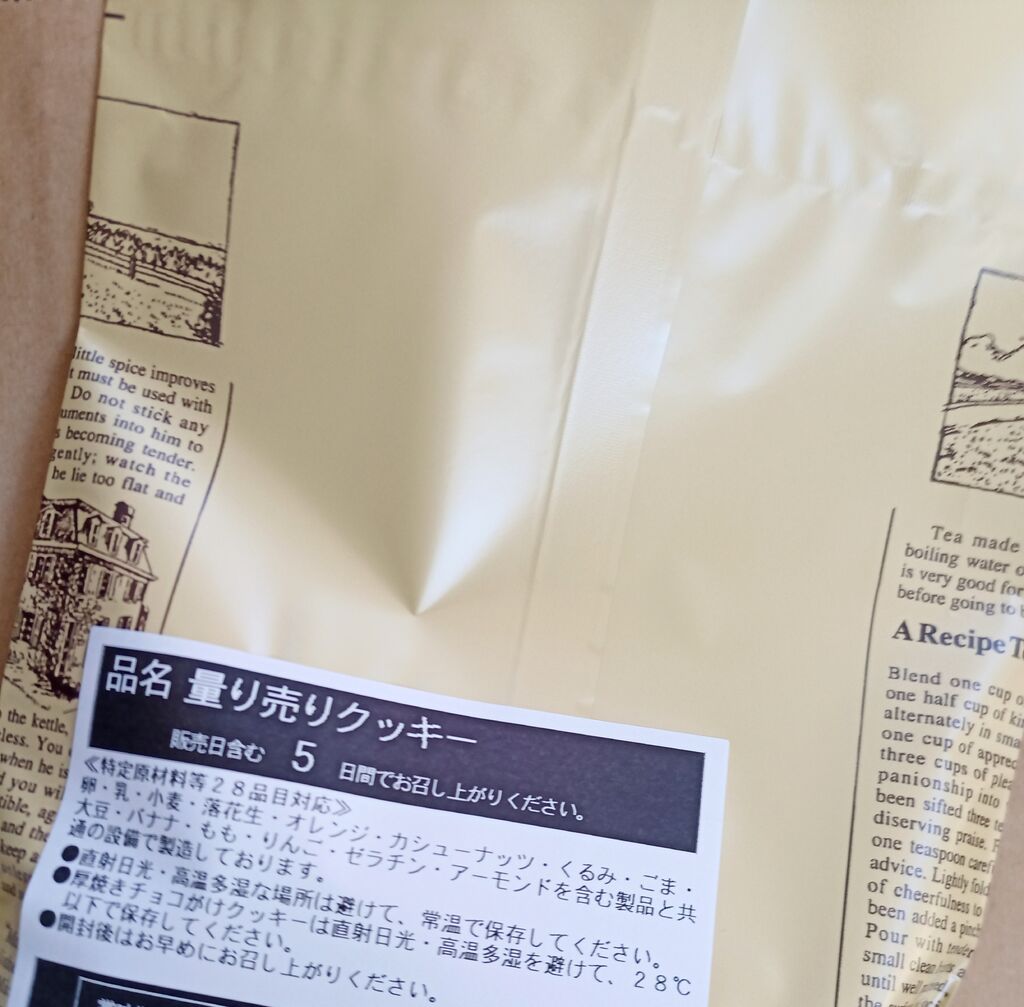 little spice improves
must be used with
Do not stick any
into him to
becoming tender.
gently; watch the
be lie too flat and
the kettle,
You
when he is
you
and the
keep a
Tea made
boiling water
is very good for
before going to
A Recipe
Blend one cup
one half cup of
alternately in
one cup of
three cups of
panionship into
been sifted three
diserving praise.
one teaspoon
advice. Lightly fold
of cheerfulness
been added a
Pour with tender
small clean
until well
the
品名 量り売りクッキー
販売日含む 5 日間でお召し上がりください。
≪特定原材料等28品目対応≫
卵・乳・小麦・落花生・オレンジ・カシューナッツ・くるみ・ごま・
大豆・バナナ・もも・りんご・ゼラチン・アーモンドを含む製品と共
通の設備で製造しております。
●直射日光・高温多湿な場所は避けて、常温で保存してください。
●厚焼きチョコがけクッキーは直射日光・高温多湿を避けて、28℃
以下で保存してください。
●開封後はお早めにお召し上がりください。